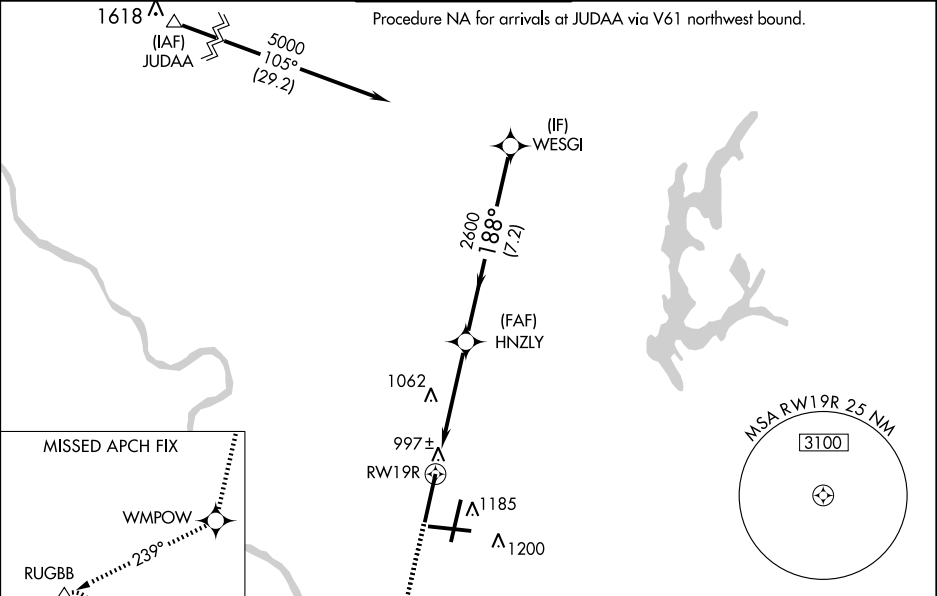 Procedure NA for arrivals at JUDAA via V61 northwest bound.
1618
(IAF)
JUDAA
5000
105°
(29.2)
(IF)
WESGI
2600
188°
(7.2)
(FAF)
HNZLY
1062
997±
RW19R
1185
1200
MISSED APCH FIX
WMPOW
239°
RUGBB
MSA RW19R 25 NM
3100